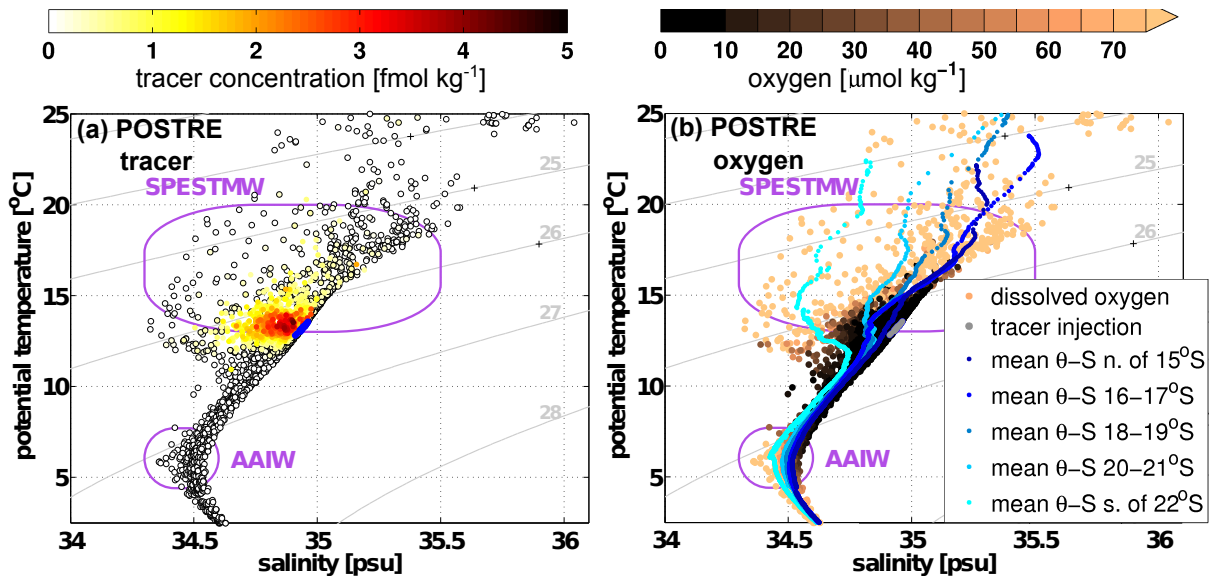 0 1 2 3 4 5
tracer concentration [fmol kg⁻¹]
0 10 20 30 40 50 60 70
oxygen [μmol kg⁻¹]
(a) POSTRE
tracer
SPESTMW
AAIW
25
26
27
28
25
20
15
10
5
potential temperature [°C]
34 34.5 35 35.5 36
salinity [psu]
(b) POSTRE
oxygen
SPESTMW
AAIW
25
26
25
20
15
10
5
potential temperature [°C]
34 34.5 35 35.5 36
salinity [psu]
dissolved oxygen
tracer injection
mean θ−S n. of 15°S
mean θ−S 16−17°S
mean θ−S 18−19°S
mean θ−S 20−21°S
mean θ−S s. of 22°S